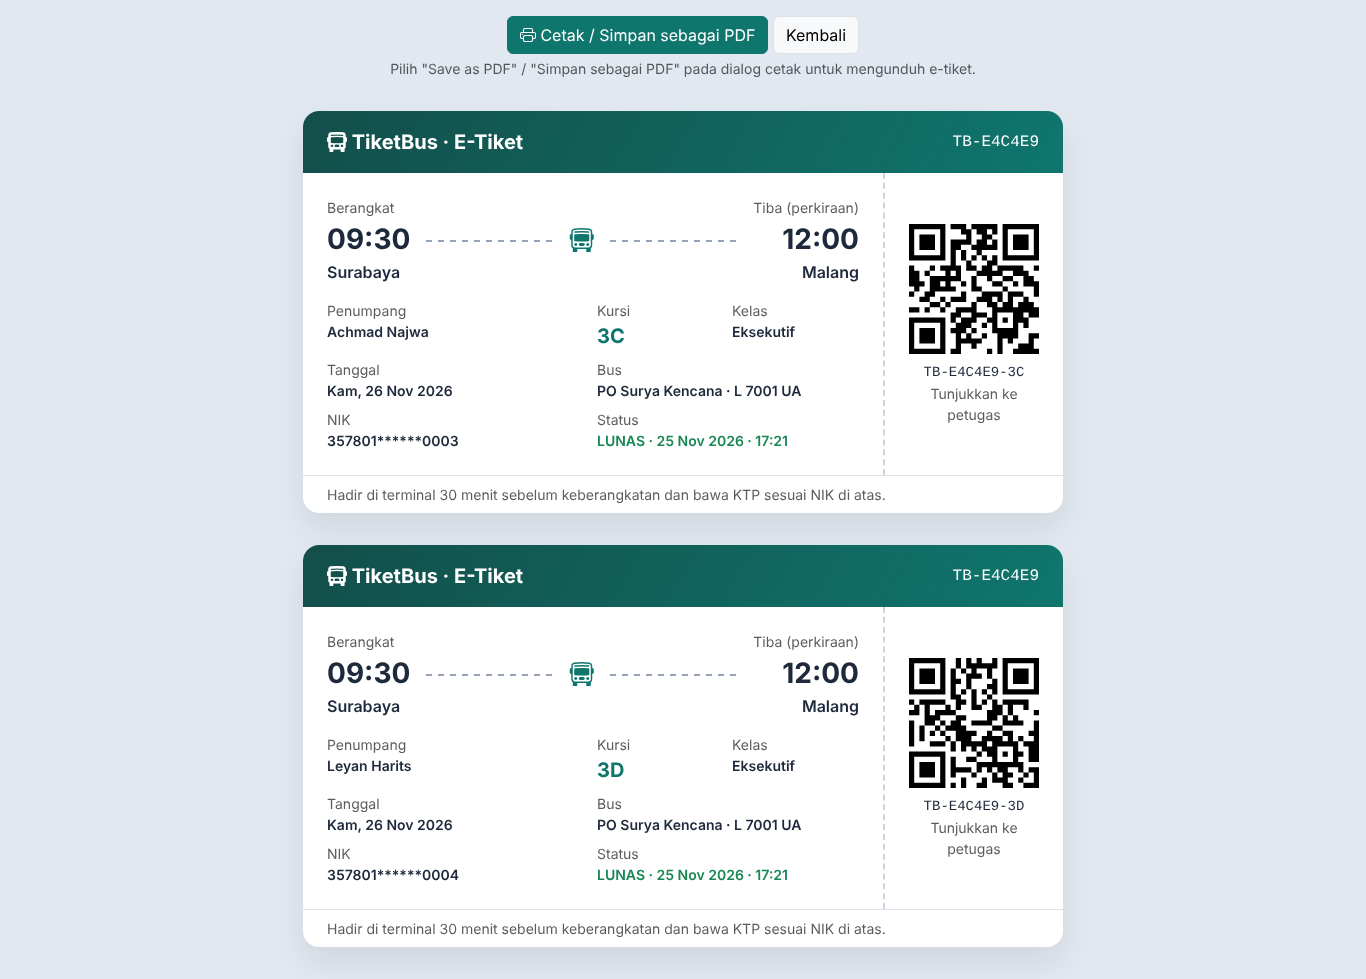 Cetak / Simpan sebagai PDF
Kembali
Pilih "Save as PDF" / "Simpan sebagai PDF" pada dialog cetak untuk mengunduh e-tiket.
TiketBus · E-Tiket
TB-E4C4E9
Berangkat
Tiba (perkiraan)
09:30
12:00
Surabaya
Malang
Penumpang
Kursi
Kelas
Achmad Najwa
3C
Eksekutif
Tanggal
Bus
Kam, 26 Nov 2026
PO Surya Kencana · L 7001 UA
NIK
Status
357801******0003
LUNAS · 25 Nov 2026 · 17:21
TB-E4C4E9-3C
Tunjukkan ke
petugas
Hadir di terminal 30 menit sebelum keberangkatan dan bawa KTP sesuai NIK di atas.
TiketBus · E-Tiket
TB-E4C4E9
Berangkat
Tiba (perkiraan)
09:30
12:00
Surabaya
Malang
Penumpang
Kursi
Kelas
Leyan Harits
3D
Eksekutif
Tanggal
Bus
Kam, 26 Nov 2026
PO Surya Kencana · L 7001 UA
NIK
Status
357801******0004
LUNAS · 25 Nov 2026 · 17:21
TB-E4C4E9-3D
Tunjukkan ke
petugas
Hadir di terminal 30 menit sebelum keberangkatan dan bawa KTP sesuai NIK di atas.